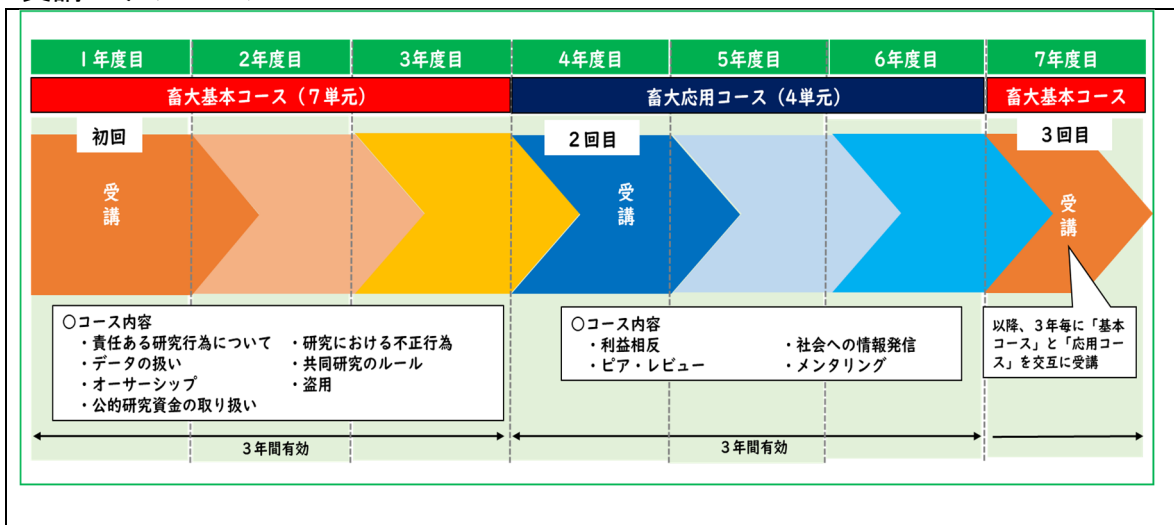 1年度目
2年度目
3年度目
4年度目
5年度目
6年度目
7年度目
畜大基本コース（7単元）
畜大応用コース（4単元）
畜大基本コース
初回
2回目
3回目
受講
受講
受講
○コース内容
・責任ある研究行為について ・研究における不正行為
・データの扱い ・共同研究のルール
・オーサーシップ ・盗用
・公的研究資金の取り扱い
○コース内容
・利益相反 ・社会への情報発信
・ピア・レビュー ・メンタリング
以降、3年毎に「基本
コース」と「応用コー
ス」を交互に受講
3年間有効
3年間有効